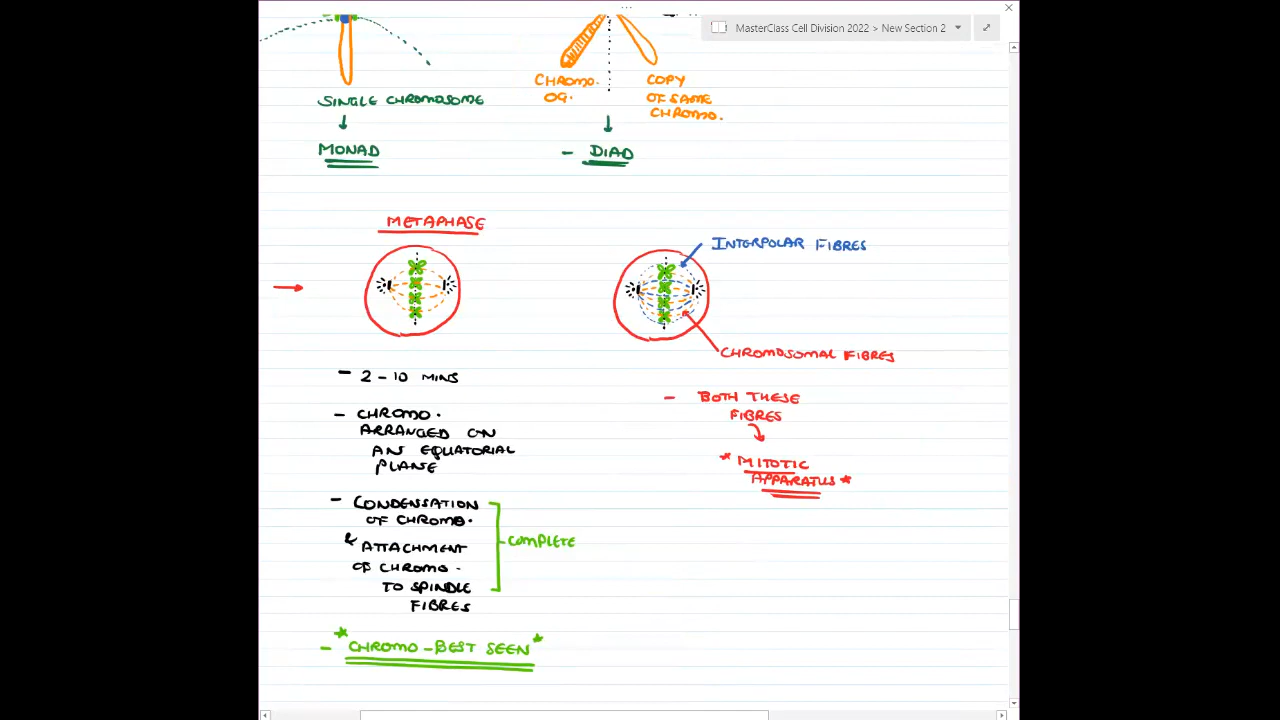 MasterClass Cell Division 2022 > New Section 2
CHROMO.
OG.
COPY
OF SAME
CHROMO.
SINGLE CHROMOSOME
MONAD
- DIAD
METAPHASE
INTERPOLAR FIBRES
CHROMOSOMAL FIBRES
- 2-10 MINS
- CHROMO.
ARRANGED ON
AN EQUATORIAL
PLANE
- CONDENSATION
OF CHROMO.
& ATTACHMENT
OF CHROMO.
TO SPINDLE
FIBRES
COMPLETE
- *CHROMO-BEST SEEN*
- BOTH THESE
FIBRES
* MITOTIC
APPARATUS *